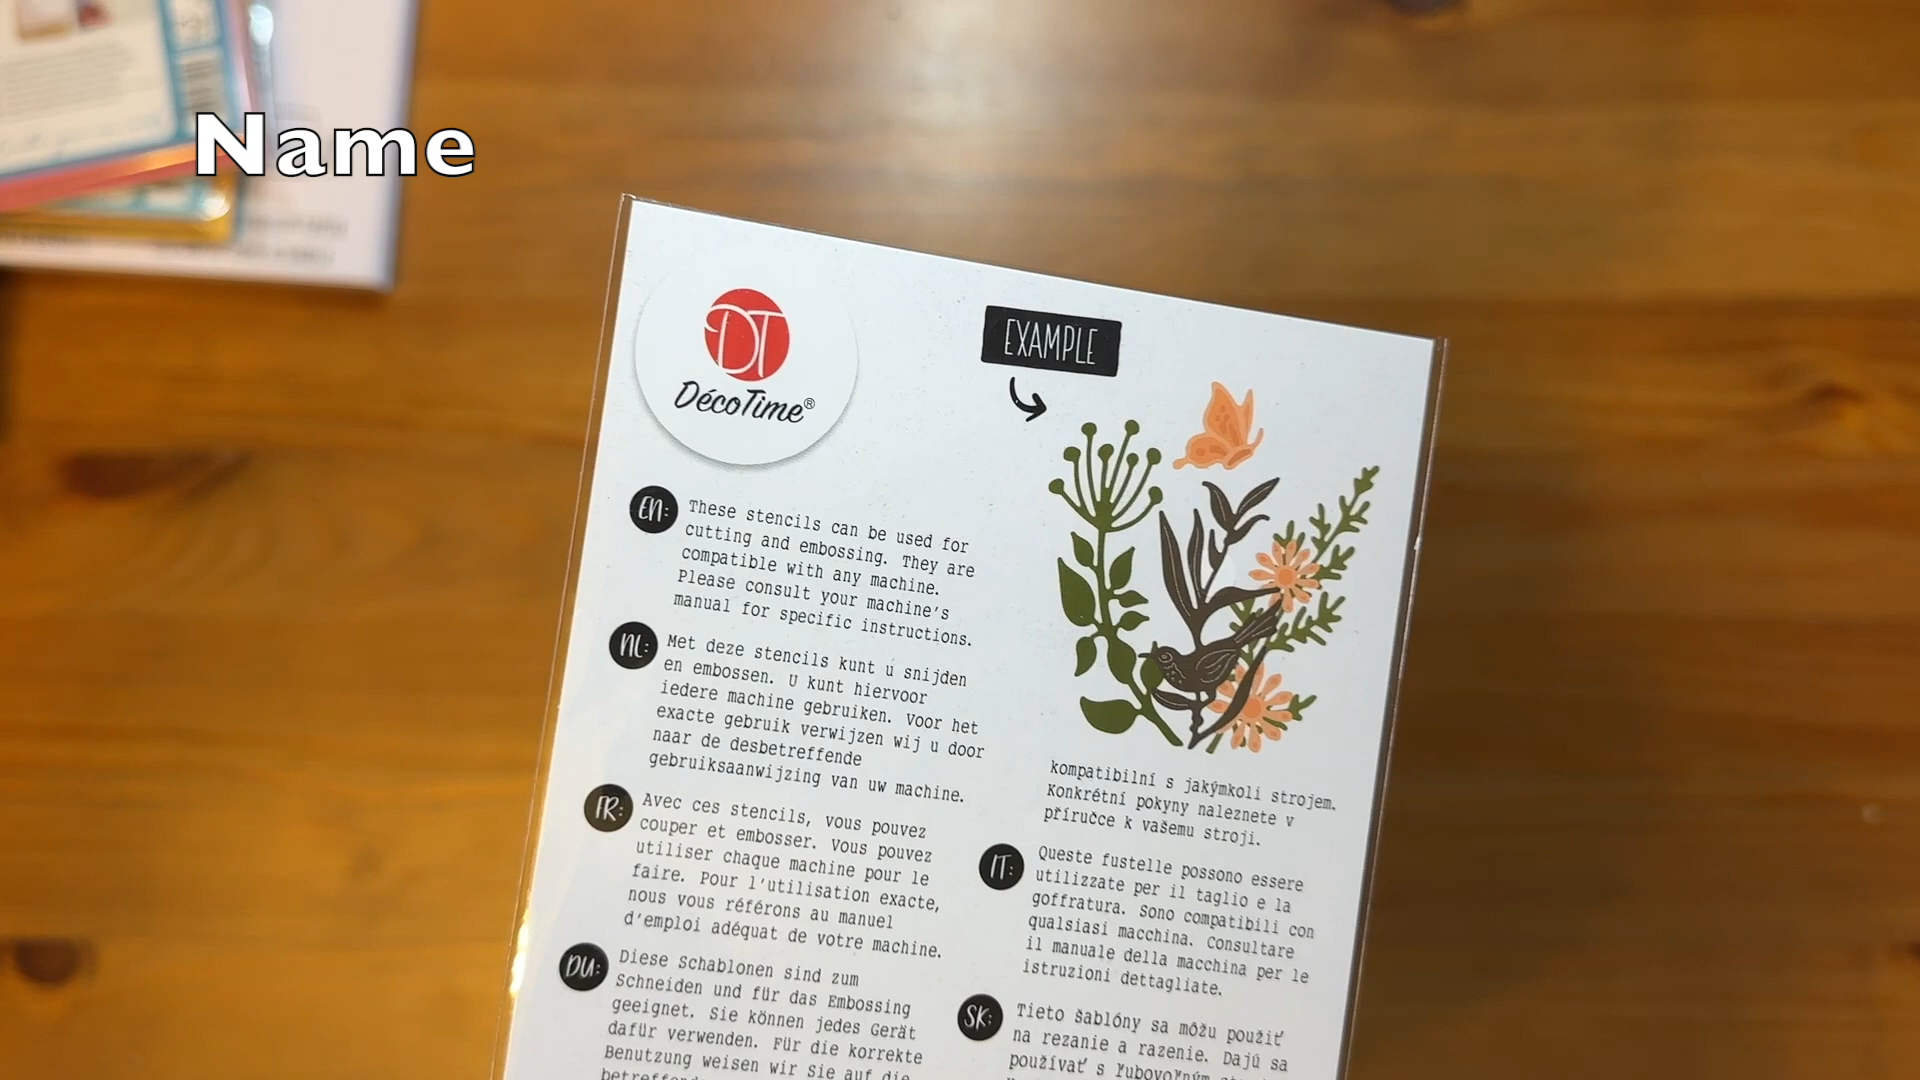 Name
DT
DécoTime®
EXAMPLE
EN:
These stencils can be used for
cutting and embossing. They are
compatible with any machine.
Please consult your machine's
manual for specific instructions.
NL:
Met deze stencils kunt u snijden
en embossen. U kunt hiervoor
iedere machine gebruiken. Voor het
exacte gebruik verwijzen wij u door
naar de desbetreffende
gebruiksaanwijzing van uw machine.
FR:
Avec ces stencils, vous pouvez
couper et embosser. Vous pouvez
utiliser chaque machine pour le
faire. Pour l'utilisation exacte,
nous vous référons au manuel
d'emploi adéquat de votre machine.
DU:
Diese Schablonen sind zum
Schneiden und für das Embossing
geeignet. Sie können jedes Gerät
dafür verwenden. Für die korrekte
Benutzung weisen wir sie auf die
kompatibilní s jakýmkoli strojem.
Konkrétní pokyny naleznete v
příručce k vašemu stroji.
IT:
Queste fustelle possono essere
utilizzate per il taglio e la
goffratura. Sono compatibili con
qualsiasi macchina. Consultare
il manuale della macchina per le
istruzioni dettagliate.
SK:
Tieto šablóny sa môžu použiť
na rezanie a razenie. Dajú sa
používať s ľubovoľným